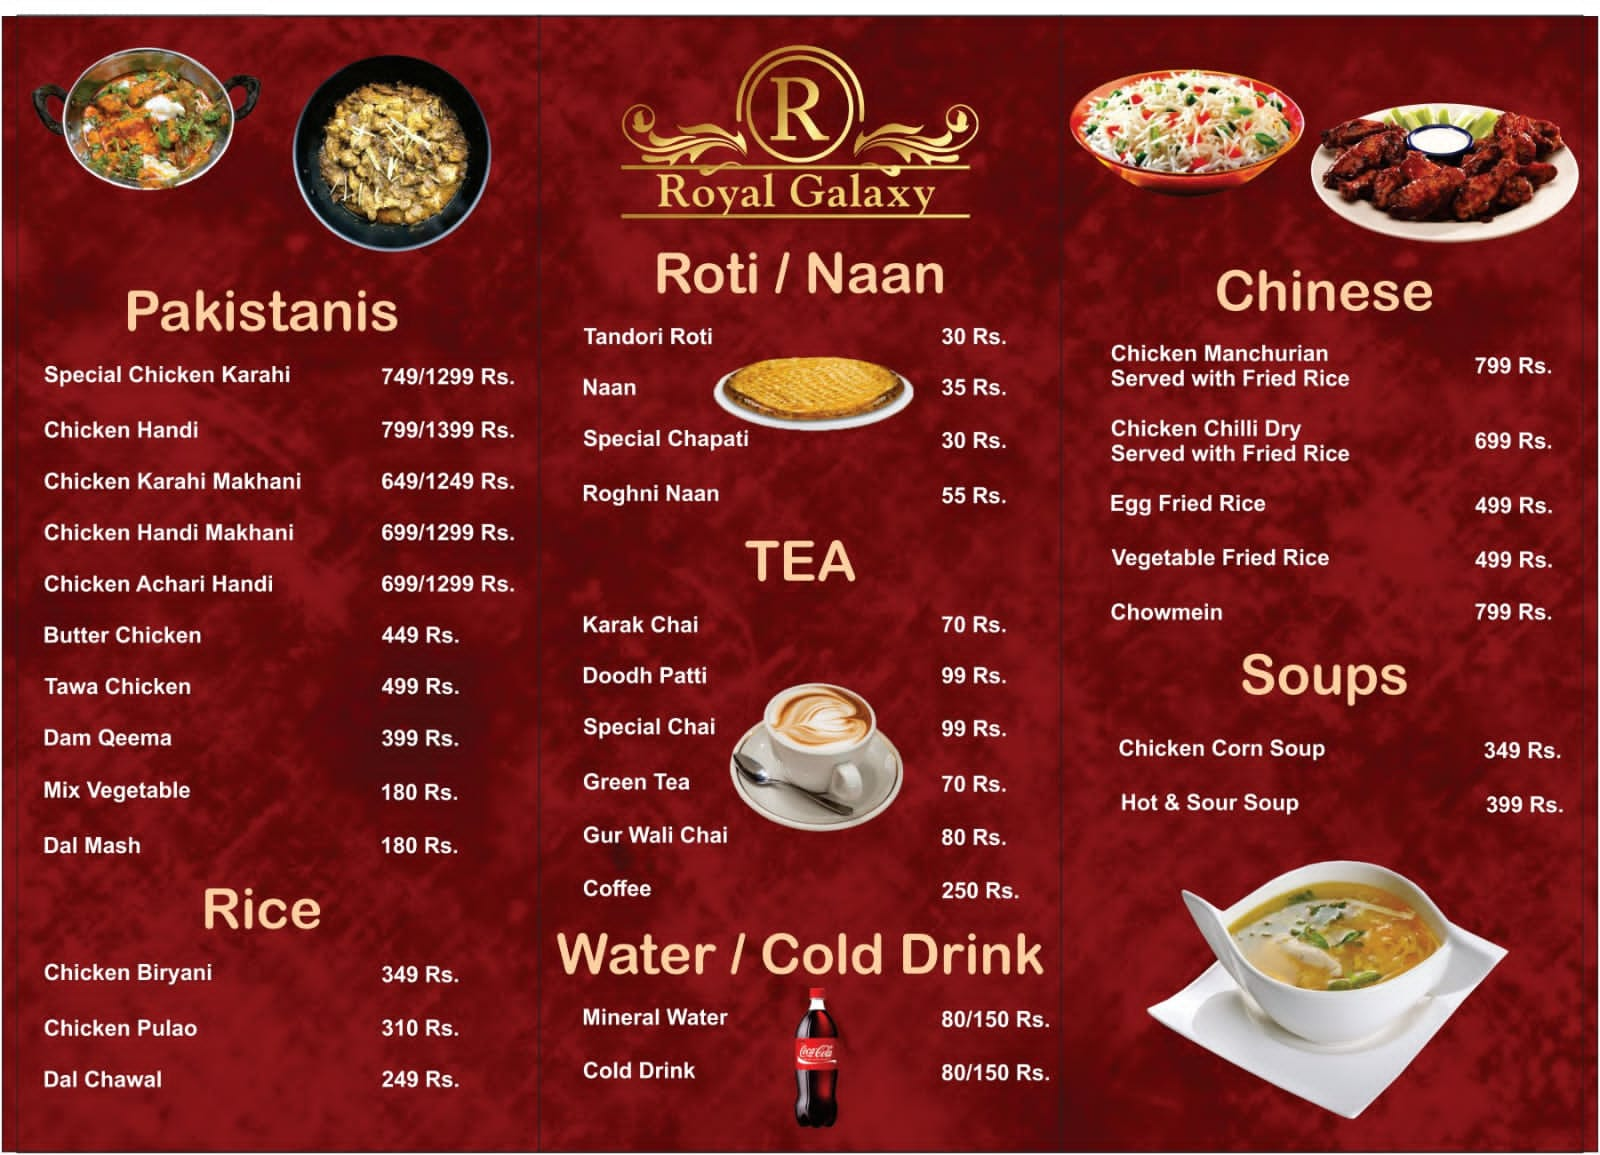 Pakistanis
Special Chicken Karahi 749/1299 Rs.
Chicken Handi 799/1399 Rs.
Chicken Karahi Makhani 649/1249 Rs.
Chicken Handi Makhani 699/1299 Rs.
Chicken Achari Handi 699/1299 Rs.
Butter Chicken 449 Rs.
Tawa Chicken 499 Rs.
Dam Qeema 399 Rs.
Mix Vegetable 180 Rs.
Dal Mash 180 Rs.
Rice
Chicken Biryani 349 Rs.
Chicken Pulao 310 Rs.
Dal Chawal 249 Rs.
R
Royal Galaxy
Roti / Naan
Tandori Roti 30 Rs.
Naan 35 Rs.
Special Chapati 30 Rs.
Roghni Naan 55 Rs.
TEA
Karak Chai 70 Rs.
Doodh Patti 99 Rs.
Special Chai 99 Rs.
Green Tea 70 Rs.
Gur Wali Chai 80 Rs.
Coffee 250 Rs.
Water / Cold Drink
Mineral Water 80/150 Rs.
Coca-Cola
Cold Drink 80/150 Rs.
Chinese
Chicken Manchurian
Served with Fried Rice 799 Rs.
Chicken Chilli Dry
Served with Fried Rice 699 Rs.
Egg Fried Rice 499 Rs.
Vegetable Fried Rice 499 Rs.
Chowmein 799 Rs.
Soups
Chicken Corn Soup 349 Rs.
Hot & Sour Soup 399 Rs.